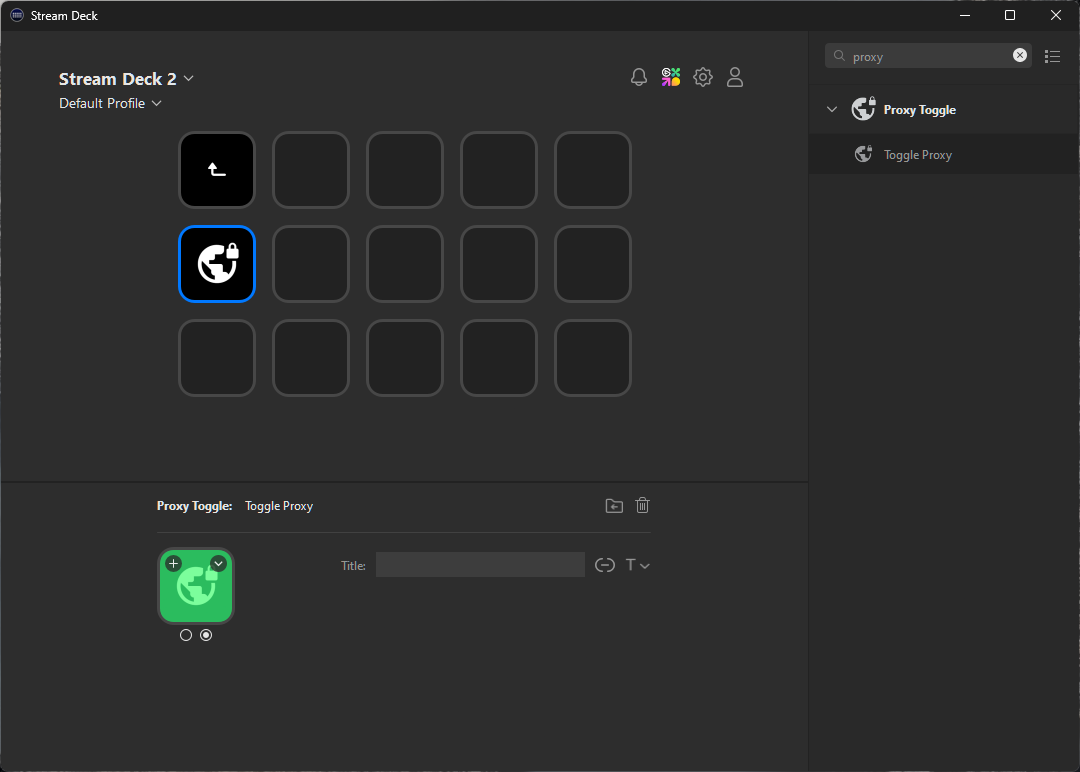 Stream Deck
Stream Deck 2
Default Profile
proxy
Proxy Toggle
Toggle Proxy
Proxy Toggle: Toggle Proxy
Title:
T